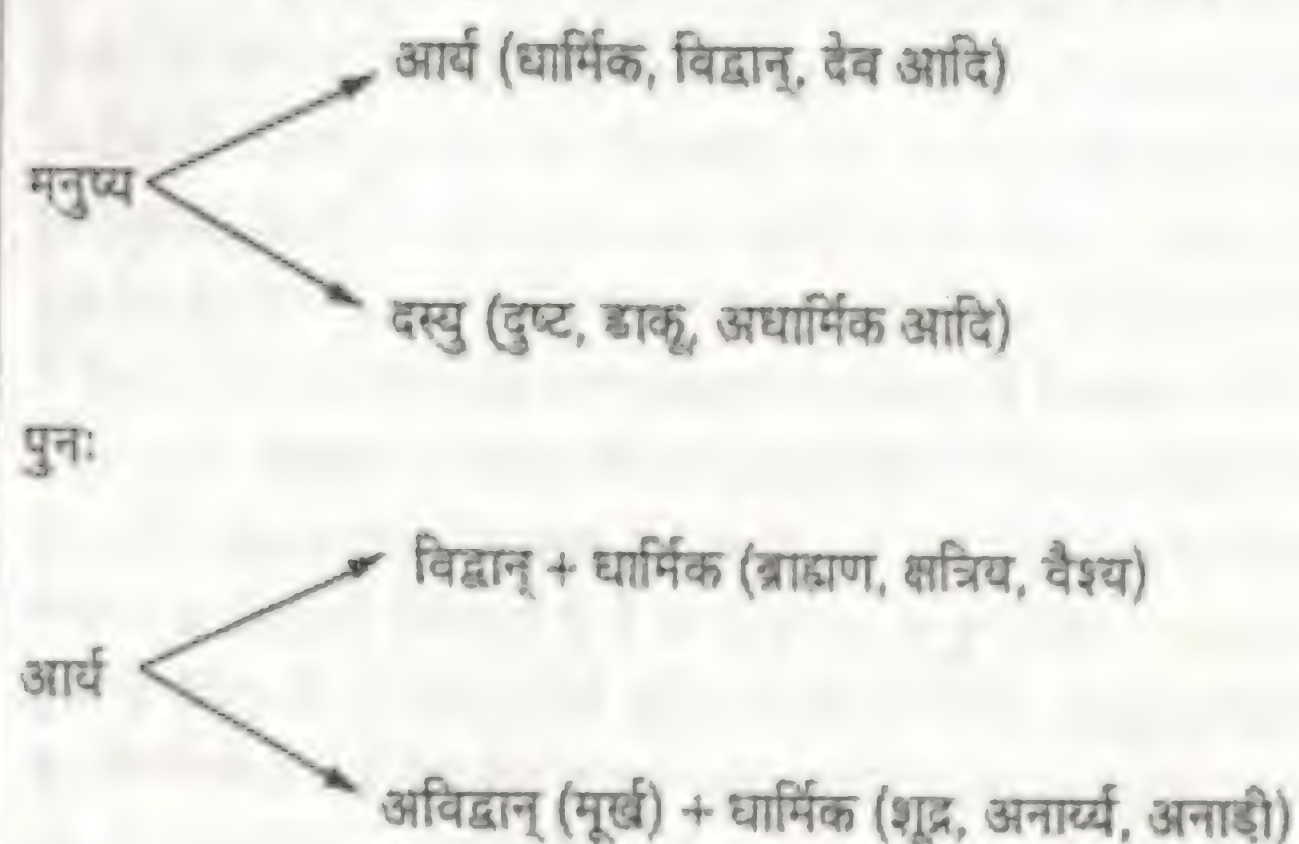 आर्य (धार्मिक, विद्वान्, देव आदि)
मनुष्य
दस्यु (दुष्ट, डाकू, अधार्मिक आदि)
पुनः
विद्वान् + धार्मिक (ब्राह्मण, क्षत्रिय, वैश्य)
आर्य
अविद्वान् (मूर्ख) + धार्मिक (शूद्र, अनार्य्य, अनाड़ी)